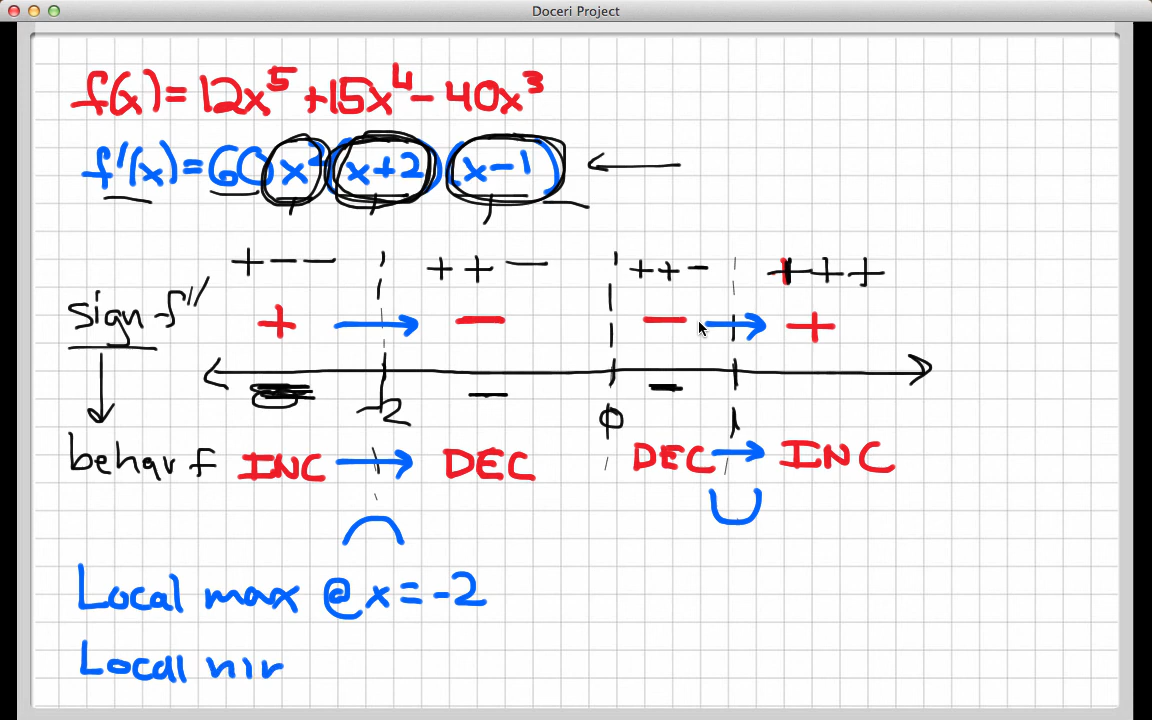 Doceri Project
f(x) = 12x⁵ + 15x⁴ - 40x³
f'(x) = 60x²(x+2)(x-1)
+ - - + + - + + - + + +
sign f' + → - - → +
-2 0 1
behav f INC → DEC DEC → INC
Local max @ x = -2
Local